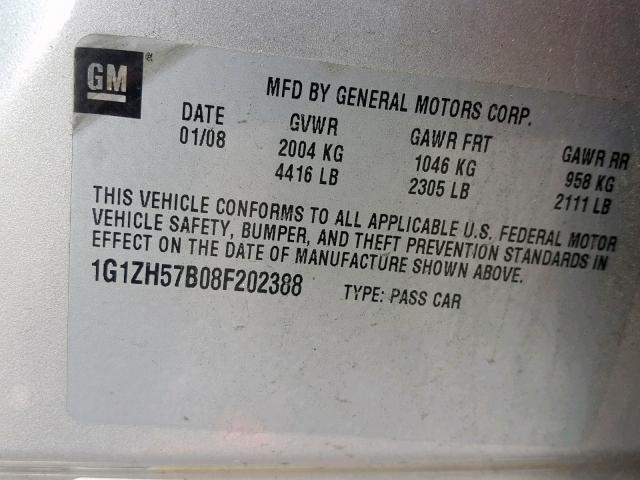 GM ®
MFD BY GENERAL MOTORS CORP.
DATE GVWR GAWR FRT GAWR RR
01/08 2004 KG 1046 KG 958 KG
4416 LB 2305 LB 2111 LB
THIS VEHICLE CONFORMS TO ALL APPLICABLE U.S. FEDERAL MOTOR
VEHICLE SAFETY, BUMPER, AND THEFT PREVENTION STANDARDS IN
EFFECT ON THE DATE OF MANUFACTURE SHOWN ABOVE.
1G1ZH57B08F202388 TYPE: PASS CAR